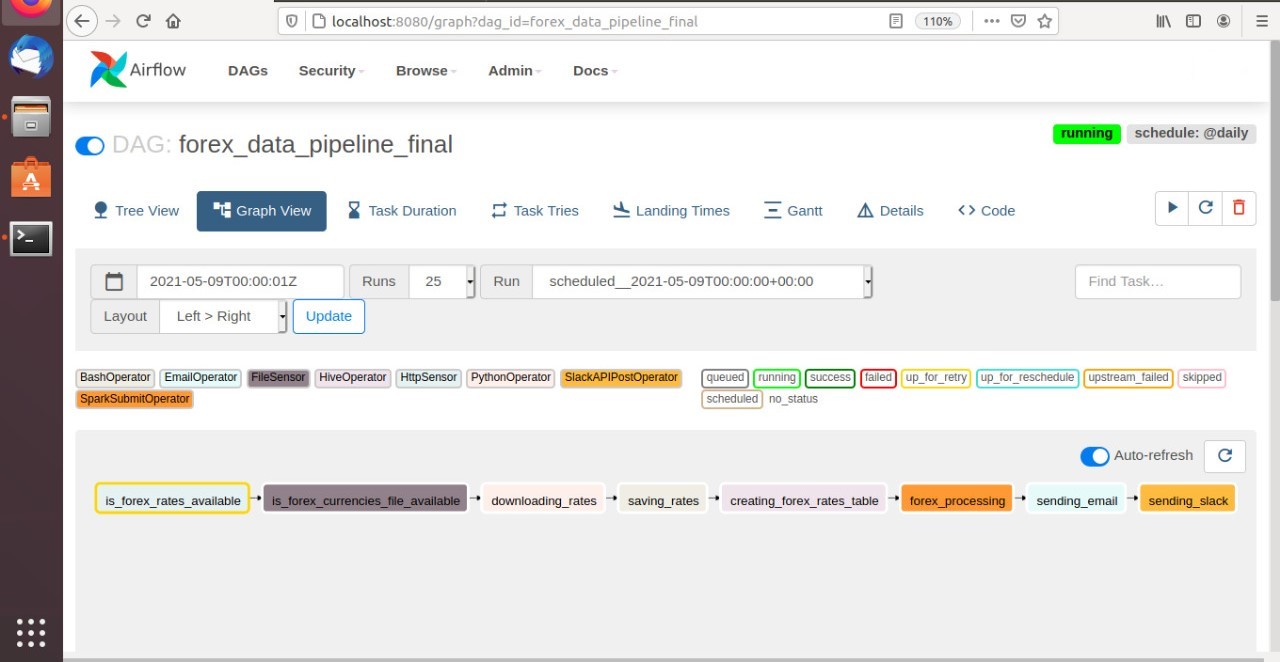 localhost:8080/graph?dag_id=forex_data_pipeline_final 110%
Airflow DAGs Security Browse Admin Docs
DAG: forex_data_pipeline_final running schedule: @daily
Tree View Graph View Task Duration Task Tries Landing Times Gantt Details Code
2021-05-09T00:00:01Z Runs 25 Run scheduled__2021-05-09T00:00:00+00:00 Find Task…
Layout Left > Right Update
BashOperator EmailOperator FileSensor HiveOperator HttpSensor PythonOperator SlackAPIPostOperator queued running success failed up_for_retry up_for_reschedule upstream_failed skipped
SparkSubmitOperator scheduled no_status
Auto-refresh
is_forex_rates_available is_forex_currencies_file_available downloading_rates saving_rates creating_forex_rates_table forex_processing sending_email sending_slack